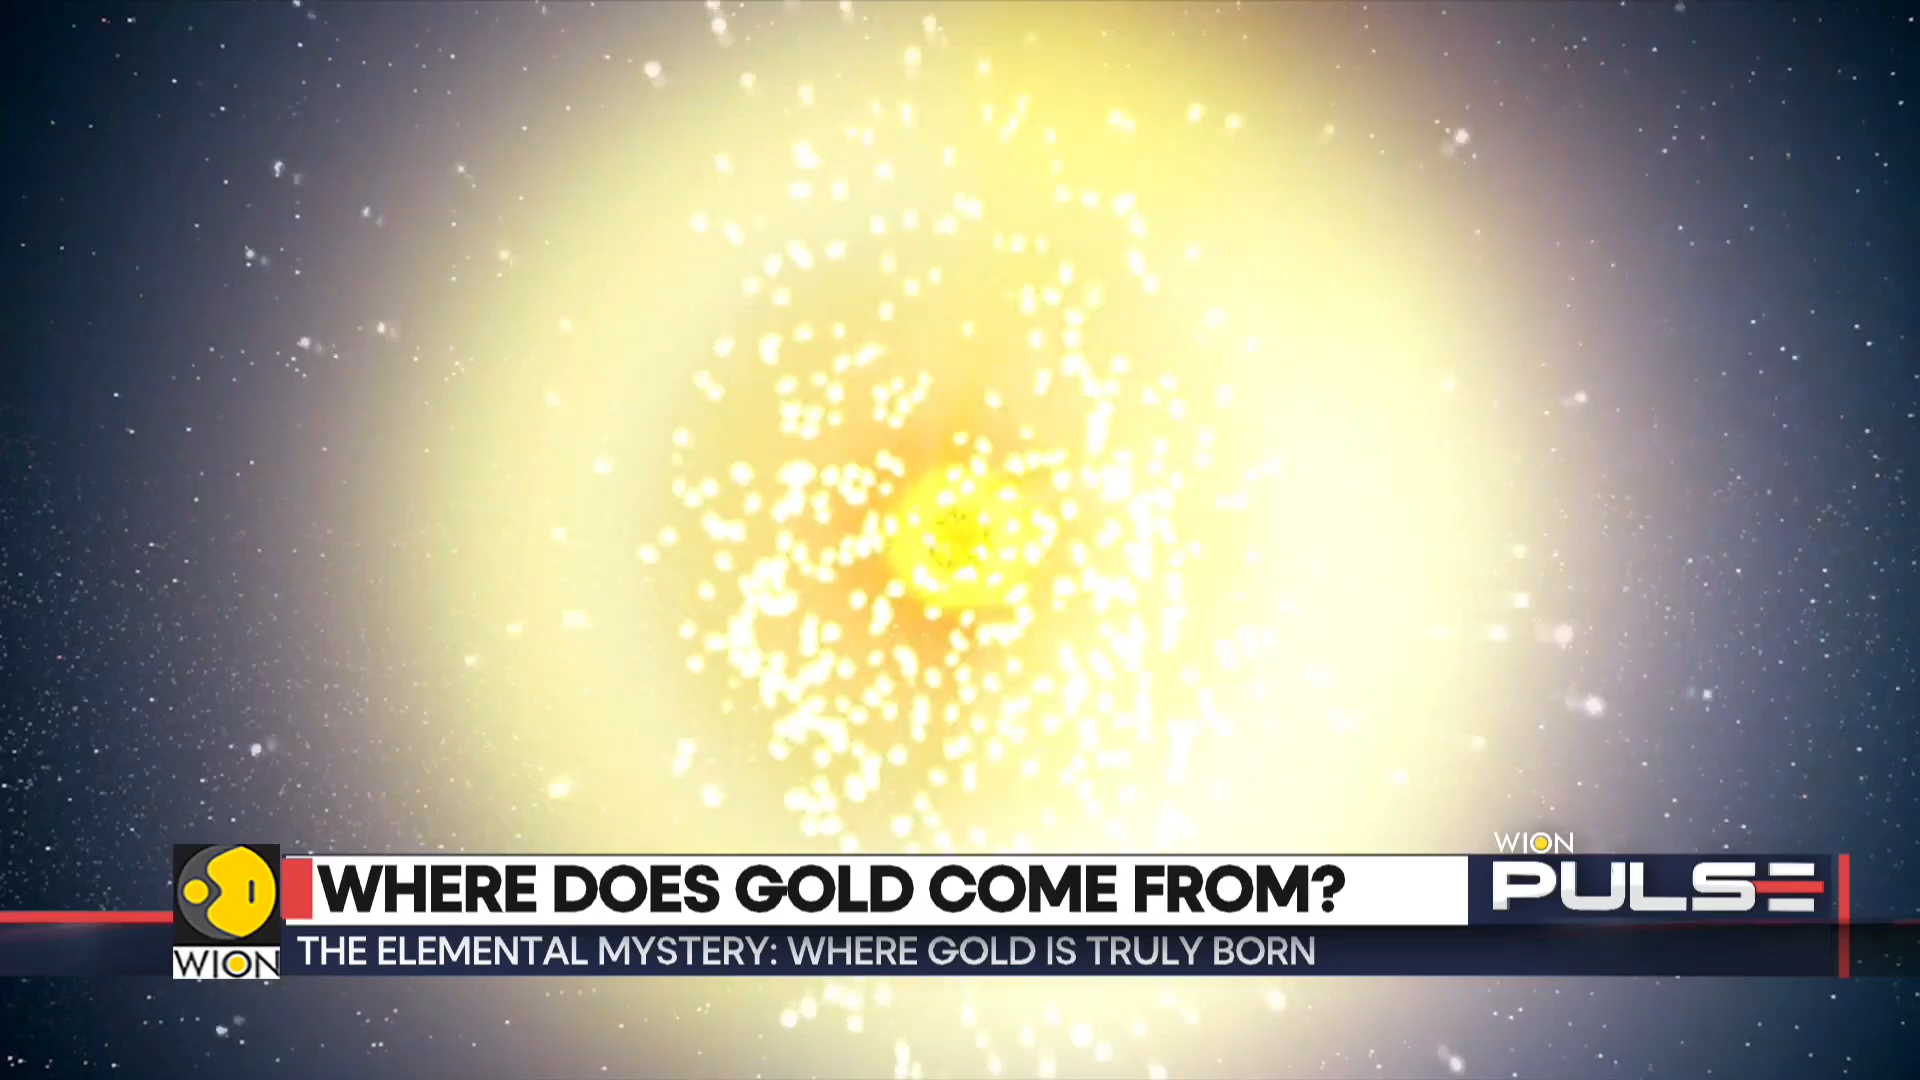 WION
PULSE
WHERE DOES GOLD COME FROM?
THE ELEMENTAL MYSTERY: WHERE GOLD IS TRULY BORN
WION